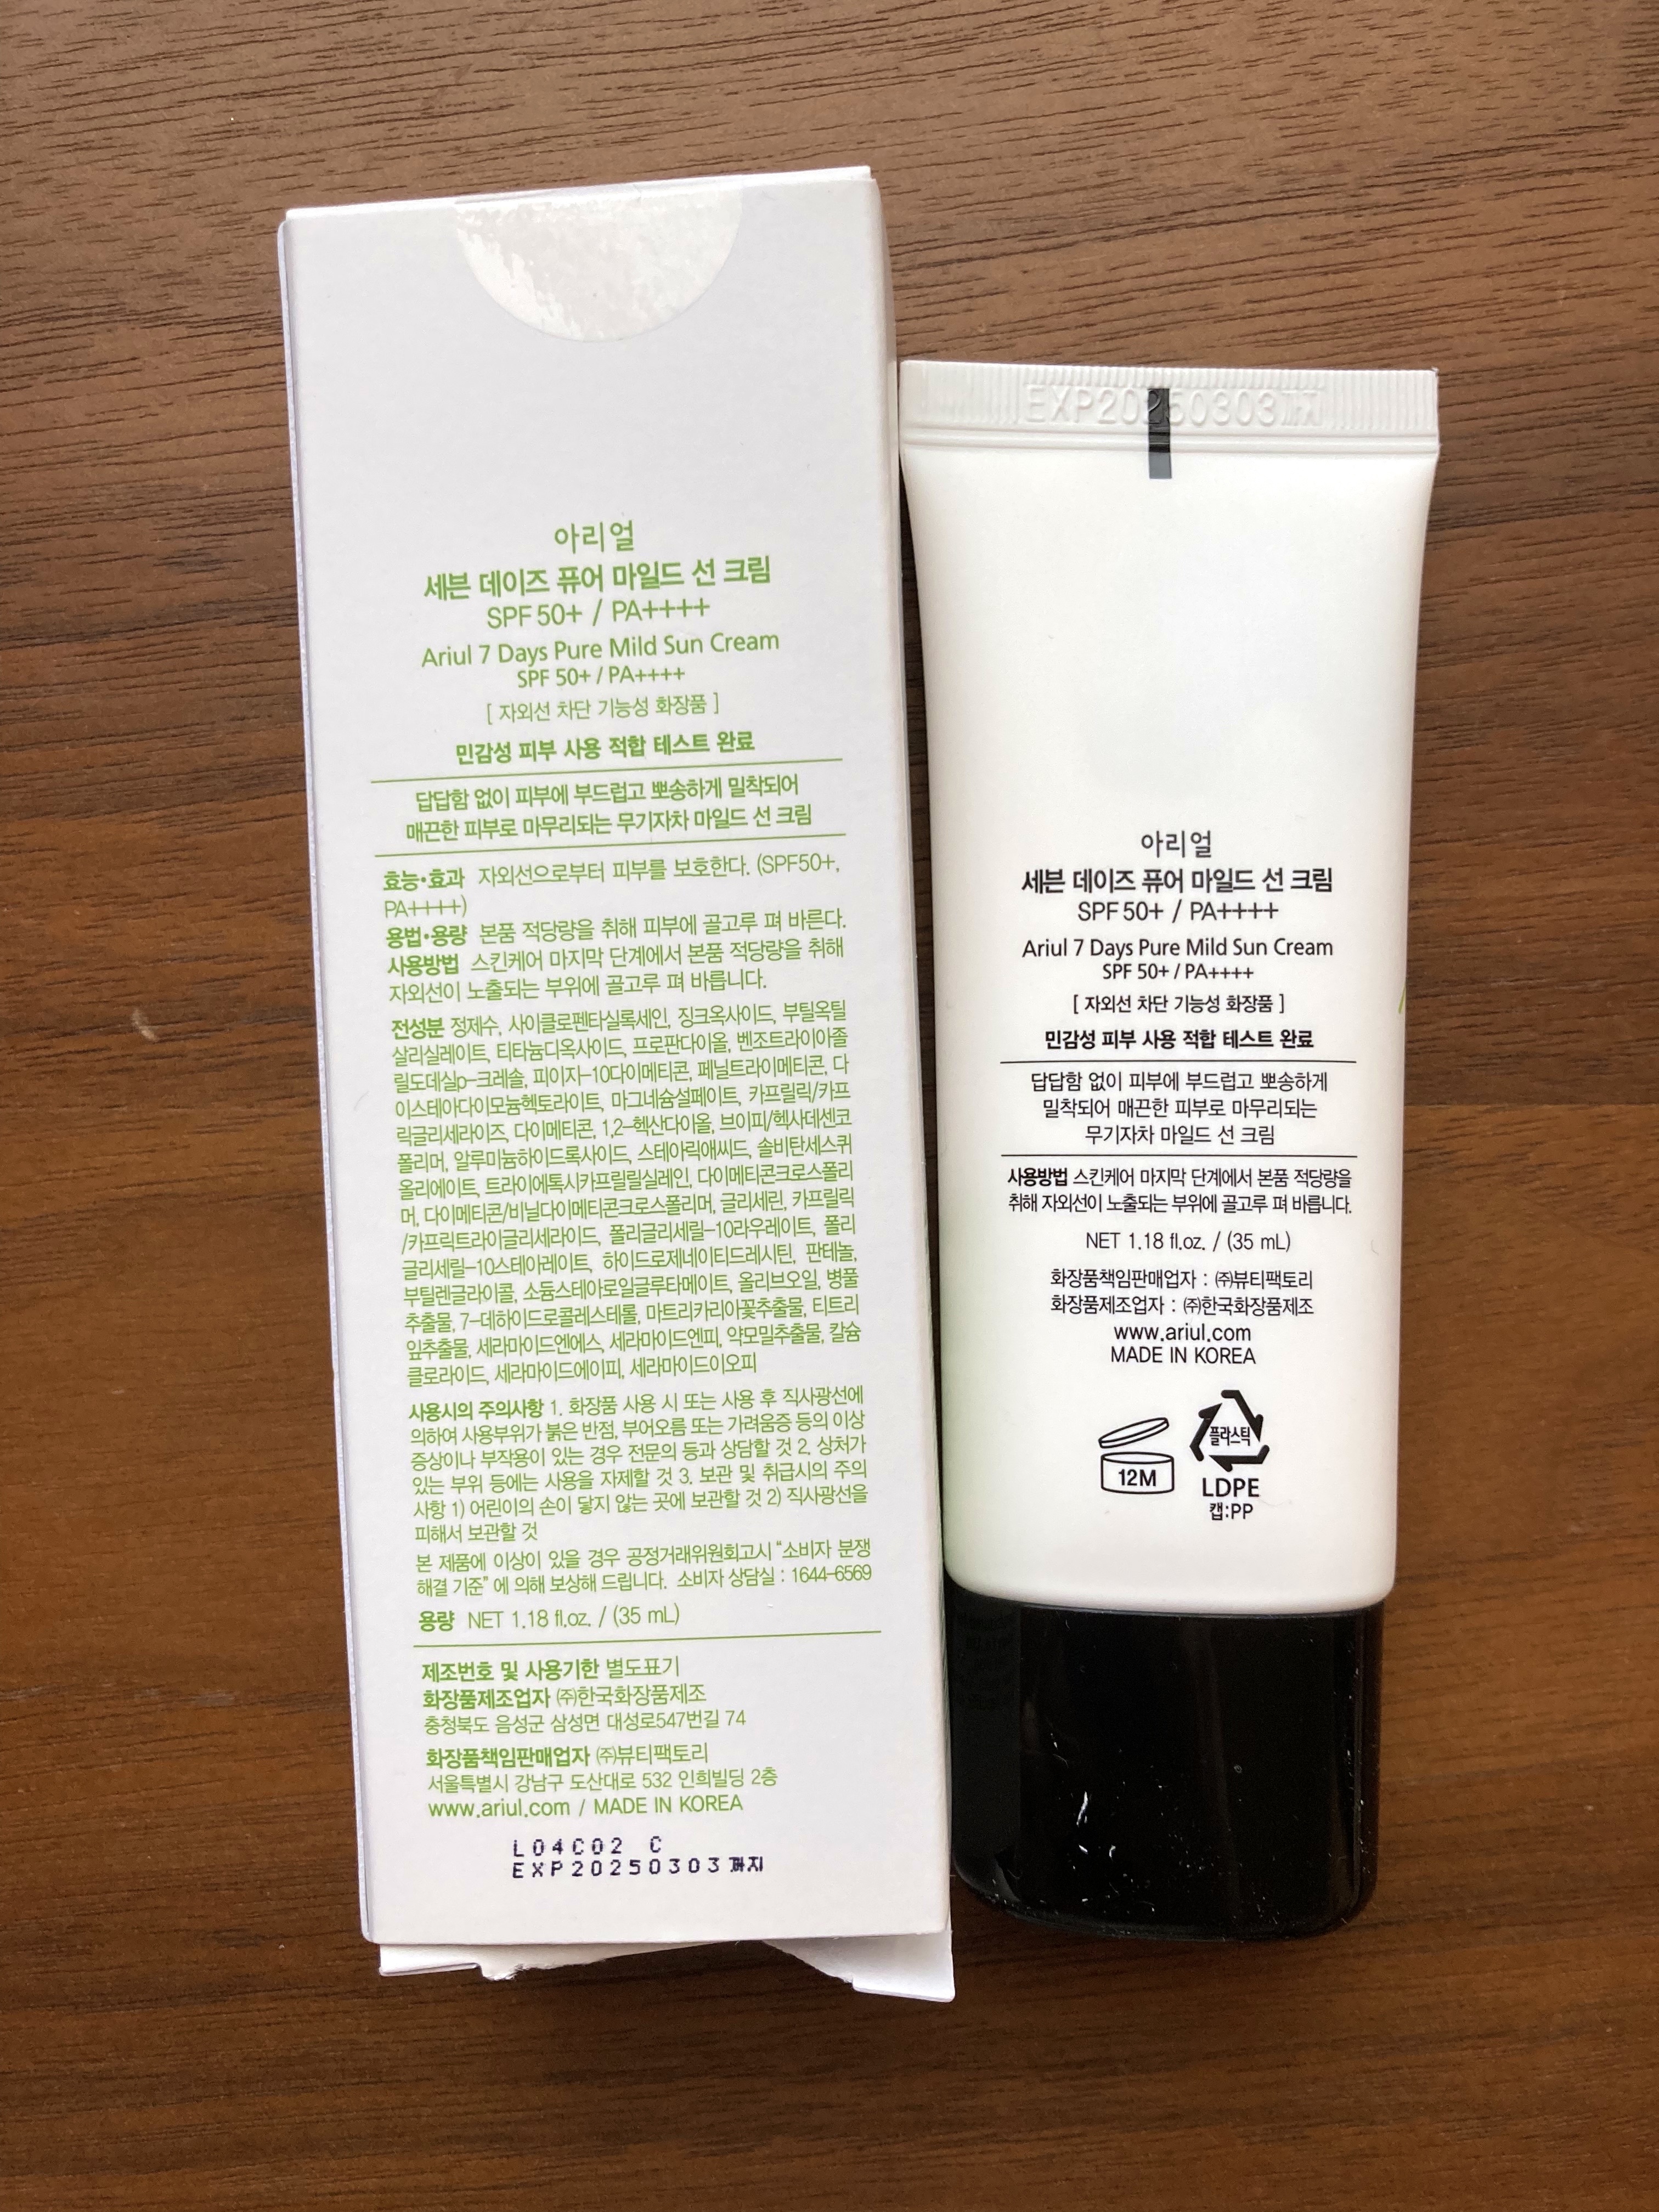 아리얼
세븐 데이즈 퓨어 마일드 선 크림
SPF 50+ / PA++++
Ariul 7 Days Pure Mild Sun Cream
SPF 50+ / PA++++
[ 자외선 차단 기능성 화장품 ]
민감성 피부 사용 적합 테스트 완료
답답함 없이 피부에 부드럽고 뽀송하게 밀착되어
매끈한 피부로 마무리되는 무기자차 마일드 선 크림
효능•효과 자외선으로부터 피부를 보호한다. (SPF50+,
PA++++)
용법•용량 본품 적당량을 취해 피부에 골고루 펴 바른다.
사용방법 스킨케어 마지막 단계에서 본품 적당량을 취해
자외선이 노출되는 부위에 골고루 펴 바릅니다.
전성분 정제수, 사이클로펜타실록세인, 징크옥사이드, 부틸옥틸
살리실레이트, 티타늄디옥사이드, 프로판다이올, 벤조트라이아졸
릴도데실p-크레솔, 피이지-10다이메티콘, 페닐트라이메티콘, 다
이스테아다이모늄헥토라이트, 마그네슘설페이트, 카프릴릭/카프
릭글리세라이즈, 다이메티콘, 1,2-헥산다이올, 브이피/헥사데센코
폴리머, 알루미늄하이드록사이드, 스테아릭애씨드, 솔비탄세스퀴
올리에이트, 트라이에톡시카프릴릴실레인, 다이메티콘크로스폴리
머, 다이메티콘/비닐다이메티콘크로스폴리머, 글리세린, 카프릴릭
/카프릭트라이글리세라이드, 폴리글리세릴-10라우레이트, 폴리
글리세릴-10스테아레이트, 하이드로제네이티드레시틴, 판테놀,
부틸렌글라이콜, 소듐스테아로일글루타메이트, 올리브오일, 병풀
추출물, 7-데하이드로콜레스테롤, 마트리카리아꽃추출물, 티트리
잎추출물, 세라마이드엔에스, 세라마이드엔피, 약모밀추출물, 칼슘
클로라이드, 세라마이드에이피, 세라마이드이오피
사용시의 주의사항 1. 화장품 사용 시 또는 사용 후 직사광선에
의하여 사용부위가 붉은 반점, 부어오름 또는 가려움증 등의 이상
증상이나 부작용이 있는 경우 전문의 등과 상담할 것 2. 상처가
있는 부위 등에는 사용을 자제할 것 3. 보관 및 취급시의 주의
사항 1) 어린이의 손이 닿지 않는 곳에 보관할 것 2) 직사광선을
피해서 보관할 것
본 제품에 이상이 있을 경우 공정거래위원회고시 "소비자 분쟁
해결 기준" 에 의해 보상해 드립니다. 소비자 상담실 : 1644-6569
용량 NET 1.18 fl.oz. / (35 mL)
제조번호 및 사용기한 별도표기
화장품제조업자 ㈜한국화장품제조
충청북도 음성군 삼성면 대성로547번길 74
화장품책임판매업자 ㈜뷰티팩토리
서울특별시 강남구 도산대로 532 인희빌딩 2층
www.ariul.com / MADE IN KOREA
L04C02 C
EXP20250303까지
EXP20250303까지
아리얼
세븐 데이즈 퓨어 마일드 선 크림
SPF 50+ / PA++++
Ariul 7 Days Pure Mild Sun Cream
SPF 50+ / PA++++
[ 자외선 차단 기능성 화장품 ]
민감성 피부 사용 적합 테스트 완료
답답함 없이 피부에 부드럽고 뽀송하게
밀착되어 매끈한 피부로 마무리되는
무기자차 마일드 선 크림
사용방법 스킨케어 마지막 단계에서 본품 적당량을
취해 자외선이 노출되는 부위에 골고루 펴 바릅니다.
NET 1.18 fl.oz. / (35 mL)
화장품책임판매업자 : ㈜뷰티팩토리
화장품제조업자 : ㈜한국화장품제조
www.ariul.com
MADE IN KOREA
12M
플라스틱
LDPE
캡:PP